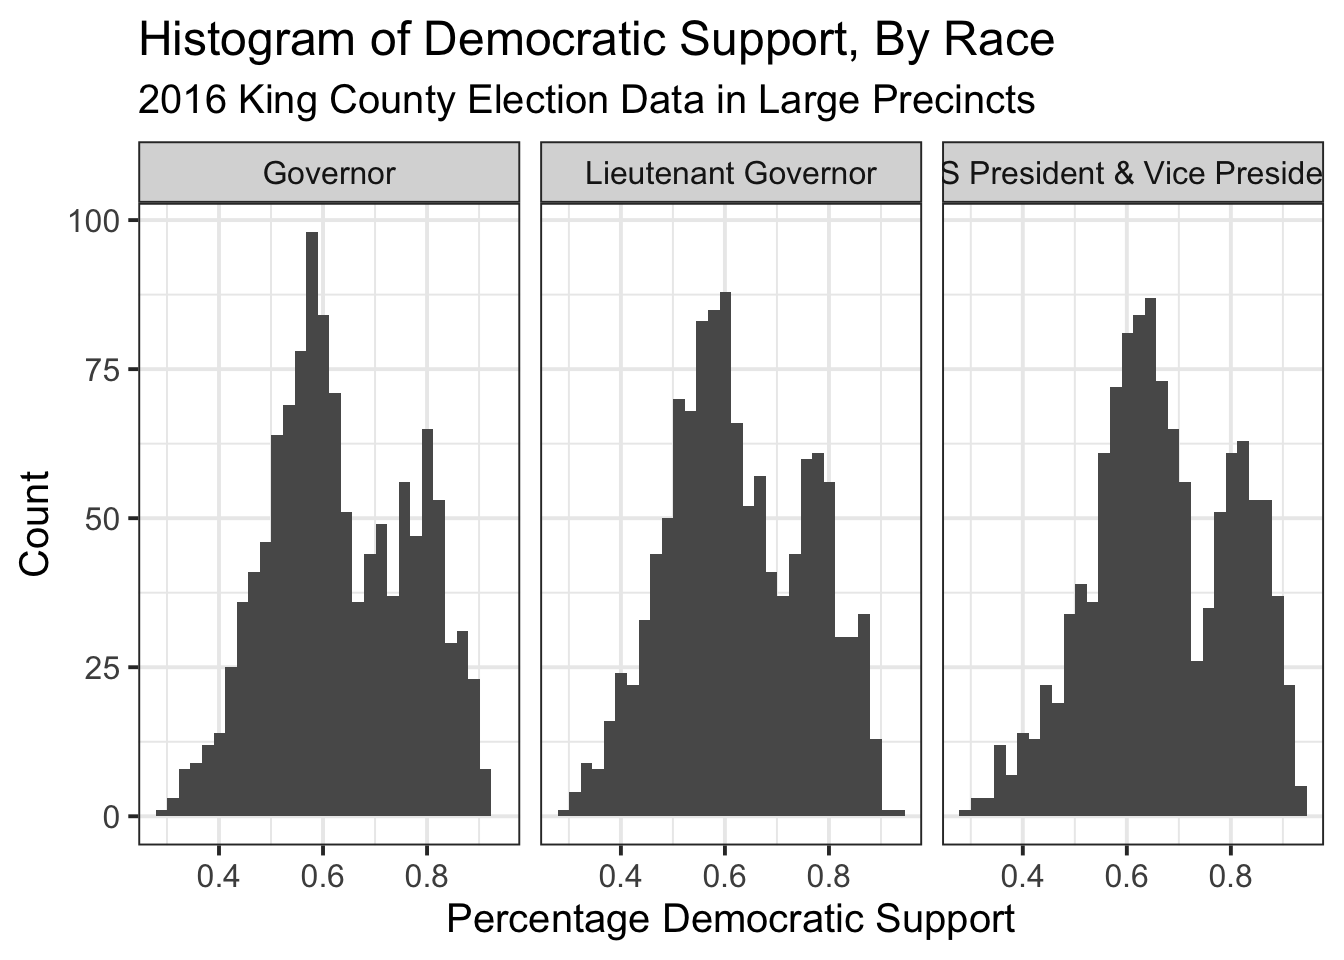 Histogram of Democratic Support, By Race
2016 King County Election Data in Large Precincts
Governor
Lieutenant Governor
S President & Vice Preside
100
75
50
25
0
Count
0.4 0.6 0.8
0.4 0.6 0.8
0.4 0.6 0.8
Percentage Democratic Support